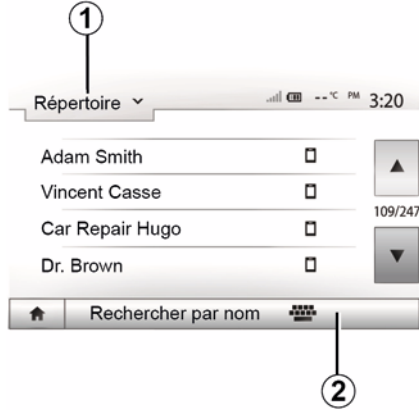 1
Répertoire
--°C PM 3:20
Adam Smith
Vincent Casse
Car Repair Hugo
Dr. Brown
109/247
Rechercher par nom
2